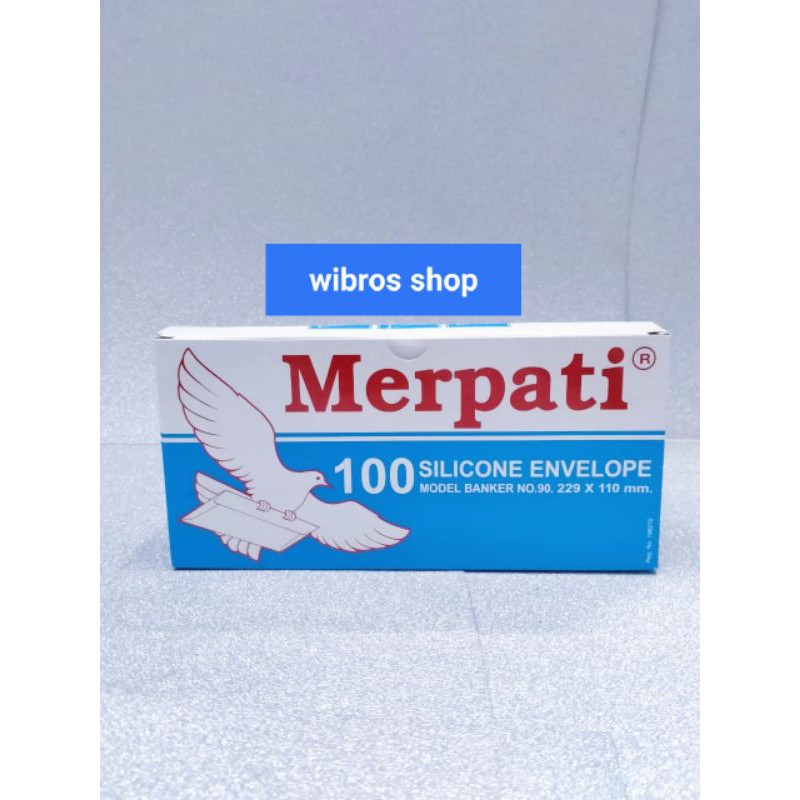 wibros shop
Merpati®
100 SILICONE ENVELOPE
MODEL BANKER NO.90. 229 X 110 mm.